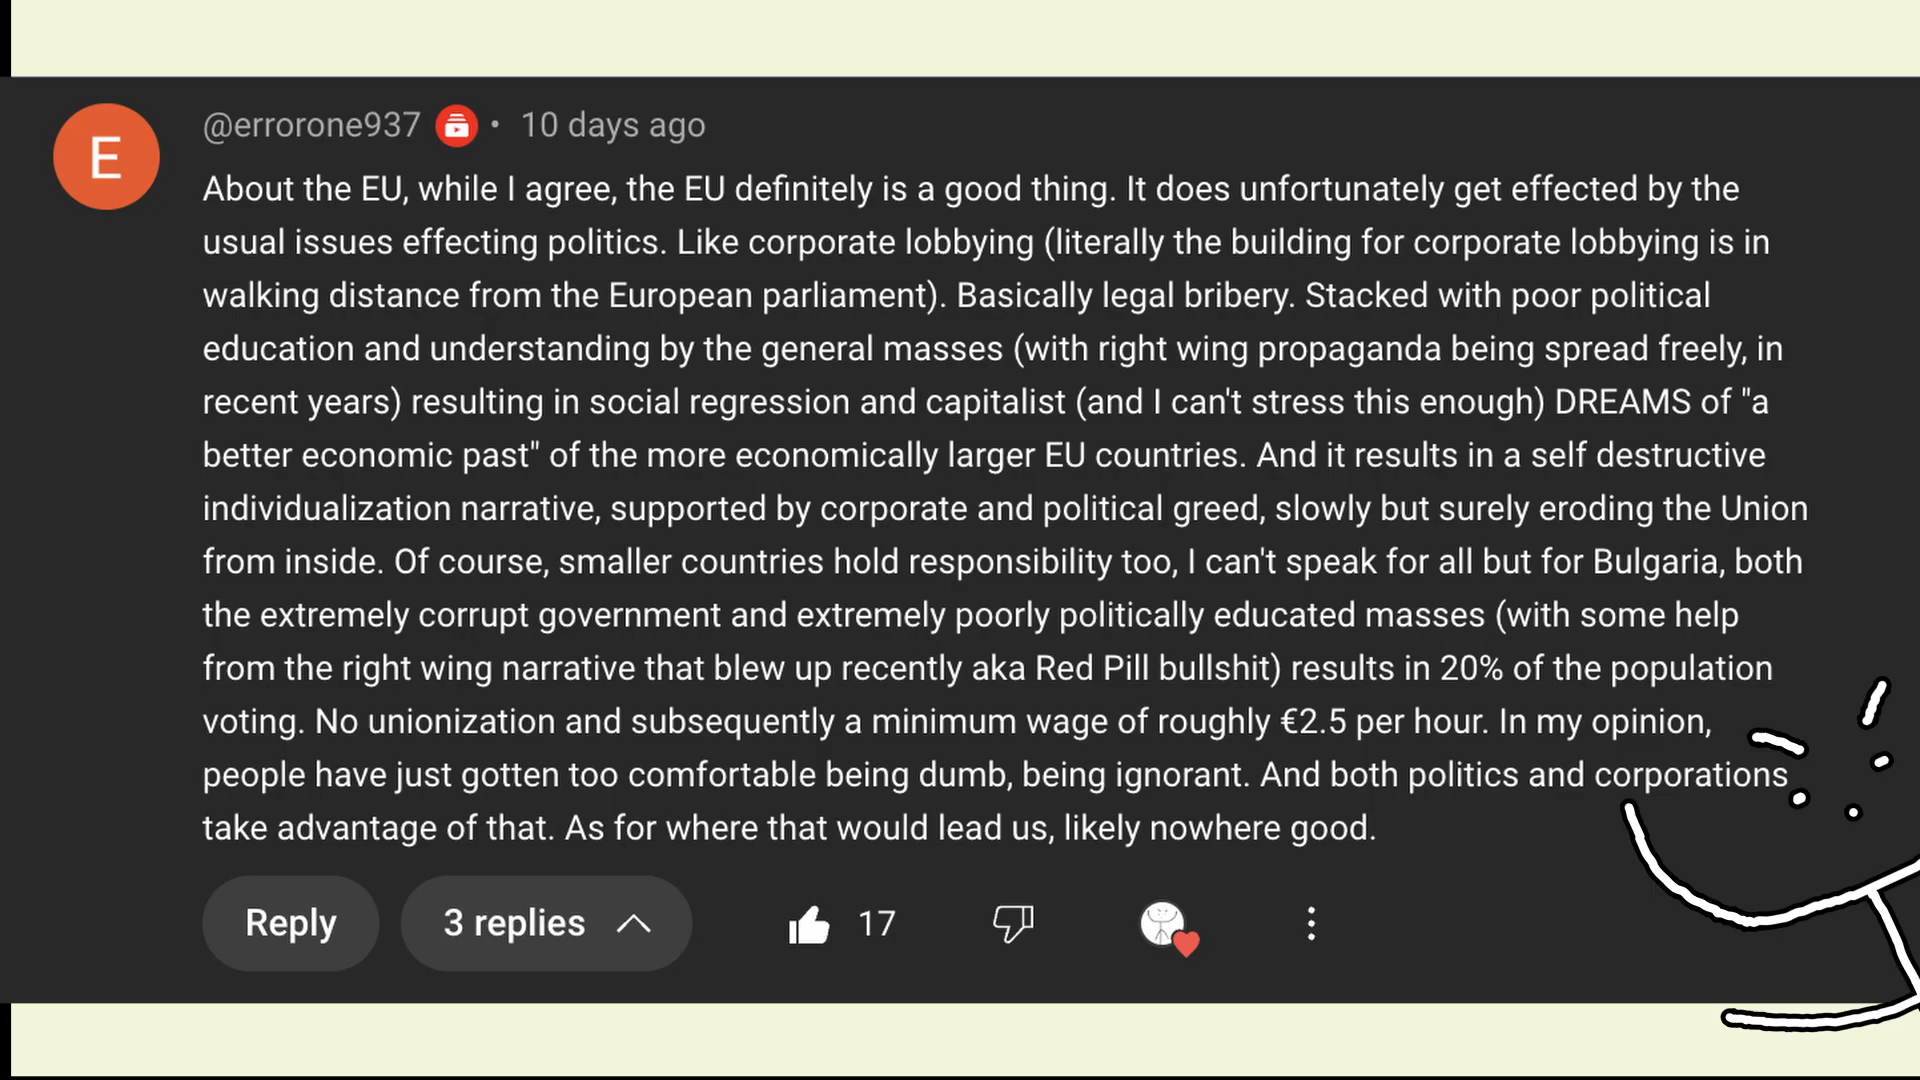 E
@errorone937 • 10 days ago
About the EU, while I agree, the EU definitely is a good thing. It does unfortunately get effected by the
usual issues effecting politics. Like corporate lobbying (literally the building for corporate lobbying is in
walking distance from the European parliament). Basically legal bribery. Stacked with poor political
education and understanding by the general masses (with right wing propaganda being spread freely, in
recent years) resulting in social regression and capitalist (and I can't stress this enough) DREAMS of "a
better economic past" of the more economically larger EU countries. And it results in a self destructive
individualization narrative, supported by corporate and political greed, slowly but surely eroding the Union
from inside. Of course, smaller countries hold responsibility too, I can't speak for all but for Bulgaria, both
the extremely corrupt government and extremely poorly politically educated masses (with some help
from the right wing narrative that blew up recently aka Red Pill bullshit) results in 20% of the population
voting. No unionization and subsequently a minimum wage of roughly €2.5 per hour. In my opinion,
people have just gotten too comfortable being dumb, being ignorant. And both politics and corporations
take advantage of that. As for where that would lead us, likely nowhere good.
Reply 3 replies 17